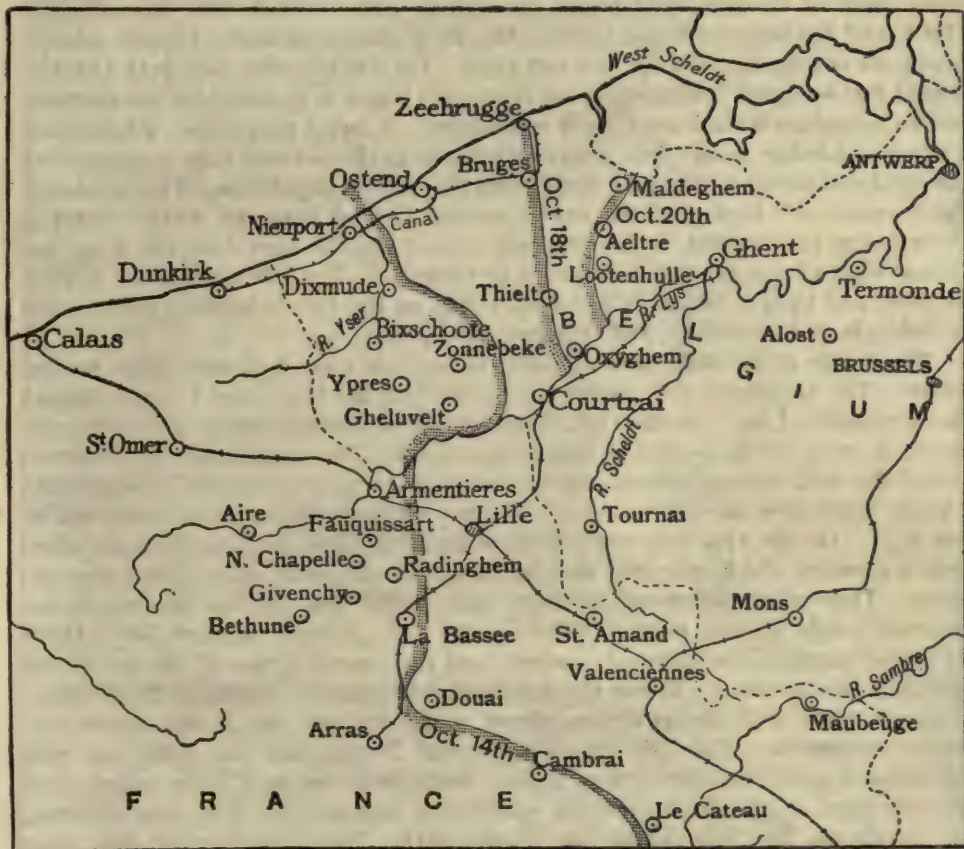 West Scheldt
Zeebrugge
Bruges
ANTWERP
Ostend
Maldeghem
Oct. 18th
Oct. 20th
Nieuport
Canal
Aeltre
Ghent
Lootenhulle
Dunkirk
Dixmude
Thielt
Termonde
R. Yser
R. Lys
BELGIUM
Bixschoote
Zonnebeke
Oxyghem
Alost
Calais
BRUSSELS
Ypres
Gheluvelt
Courtrai
St. Omer
R. Scheldt
Armentieres
Aire
Fauquissart
Lille
Tournai
N. Chapelle
Radinghem
Givenchy
Bethune
La Bassee
St. Amand
Mons
Valenciennes
R. Sambre
Douai
Maubeuge
Arras
Oct. 14th
Cambrai
FRANCE
Le Cateau